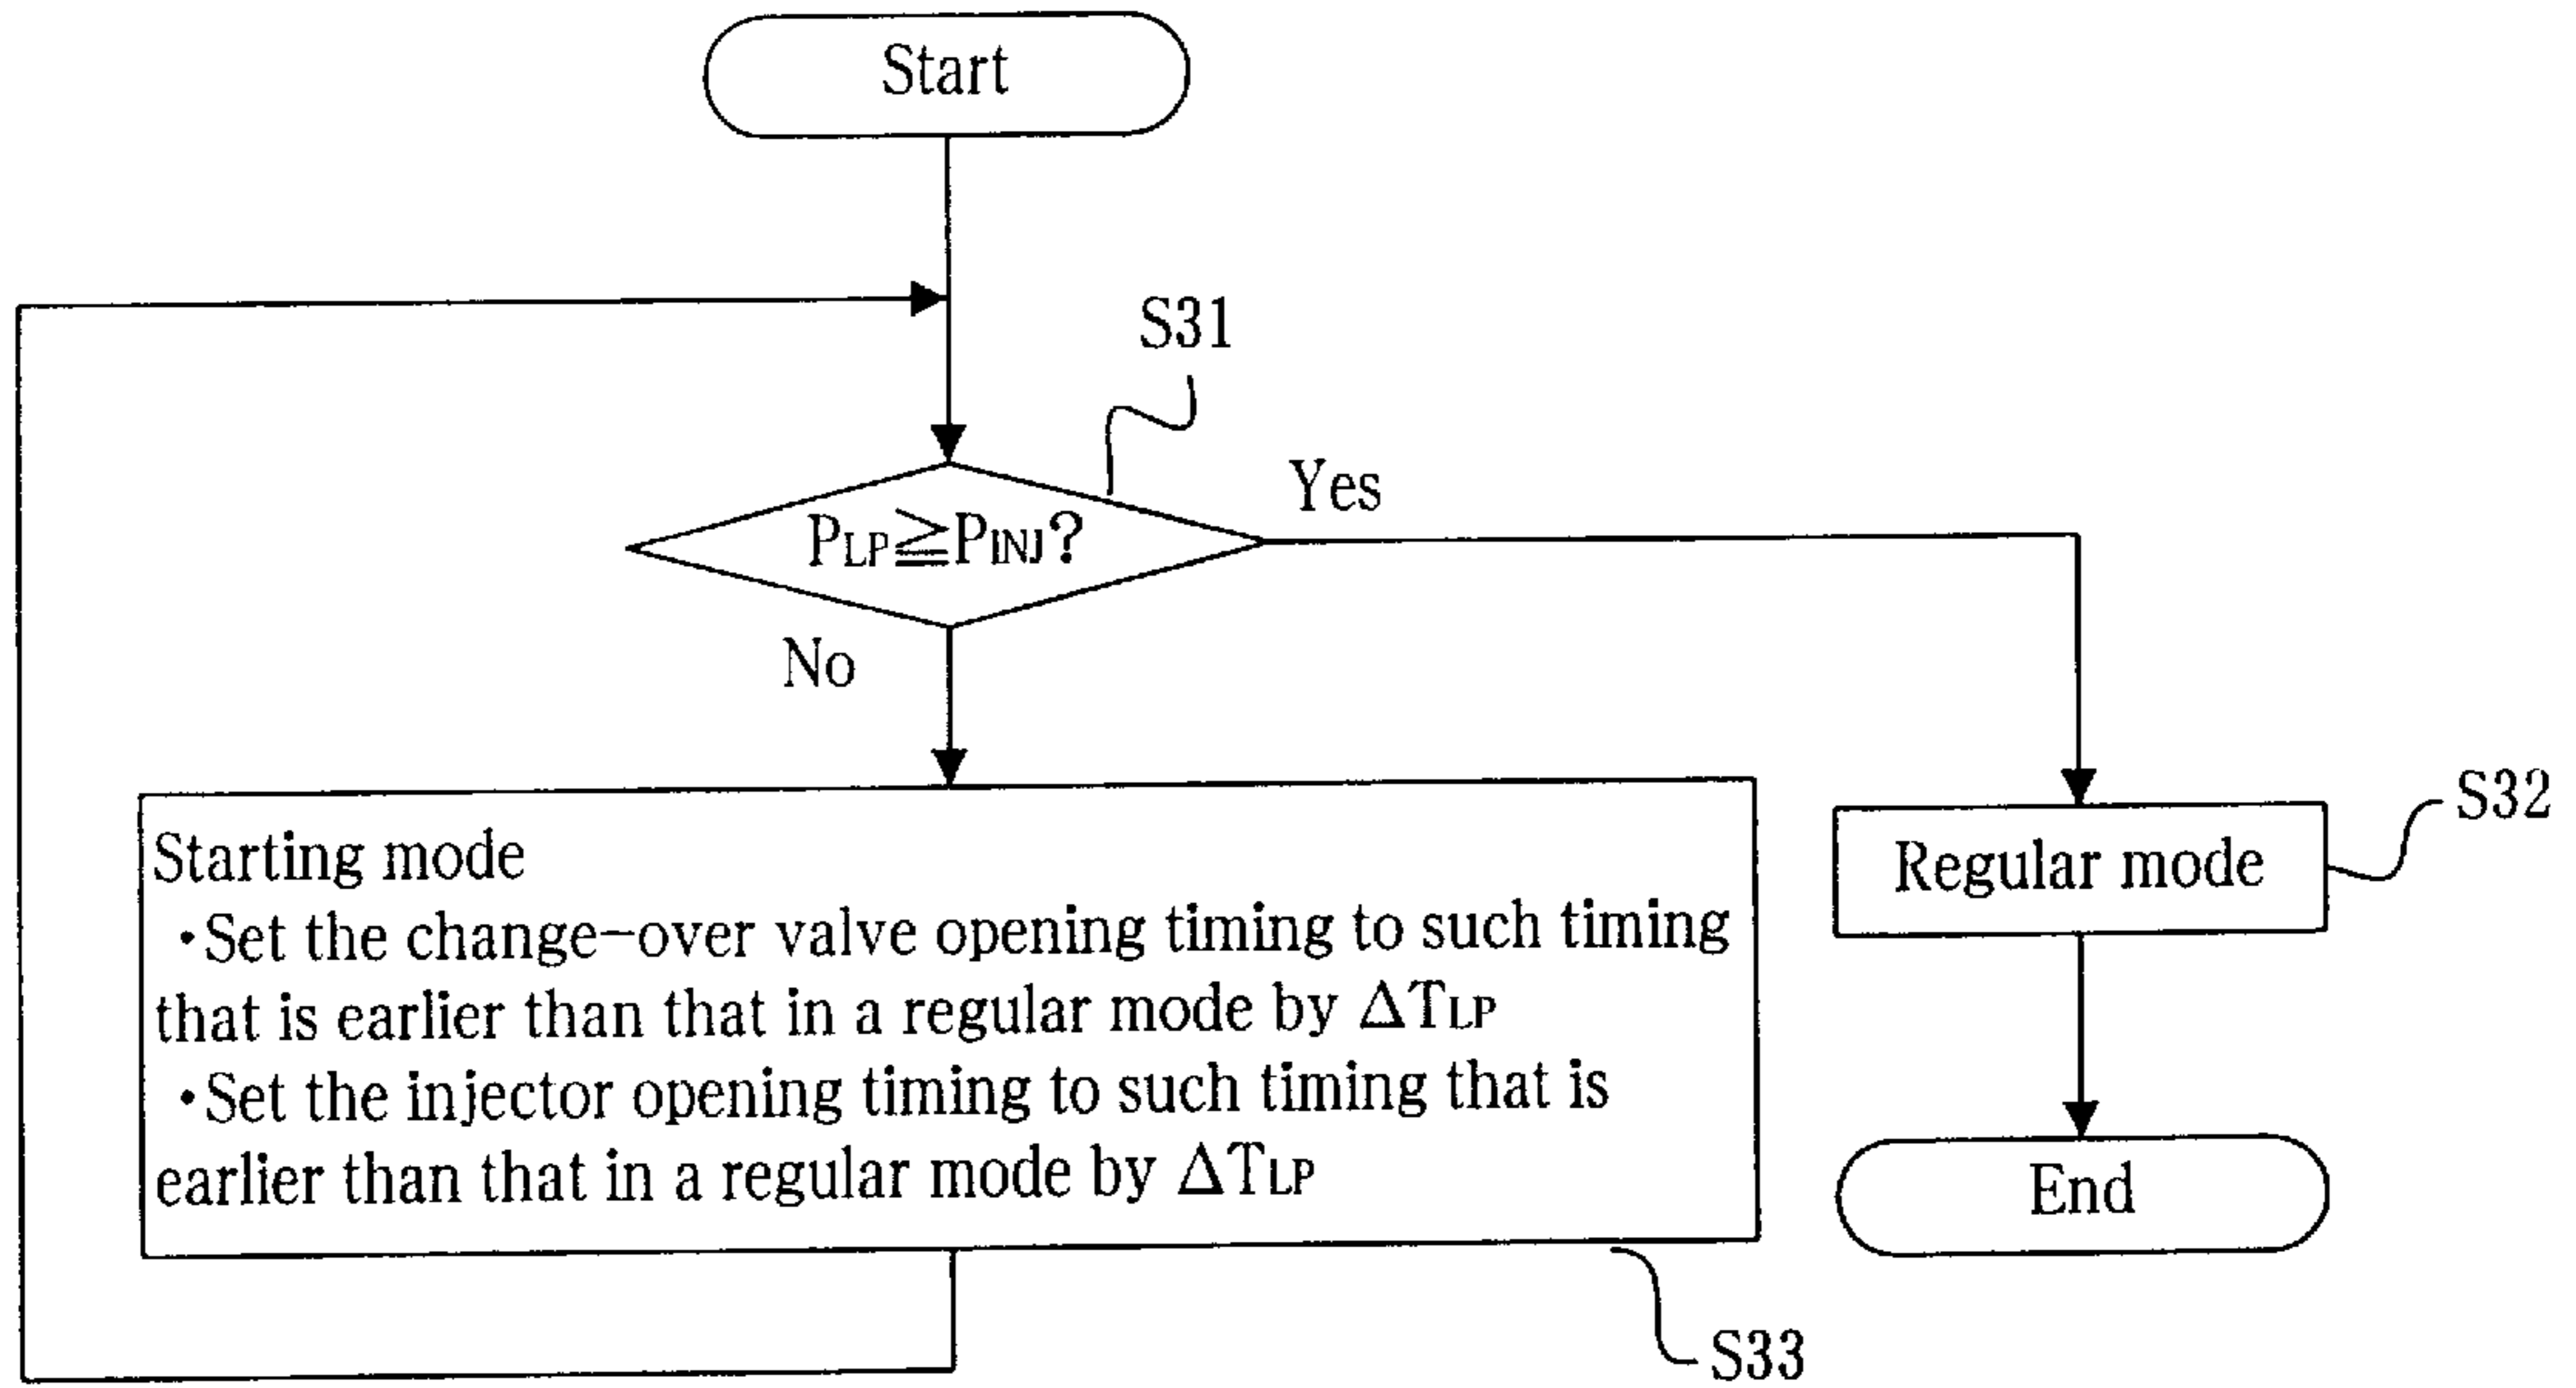 Start
S31
Yes
PLP≧PINJ?
No
S32
Regular mode
Starting mode
・Set the change-over valve opening timing to such timing
that is earlier than that in a regular mode by ΔTLP
・Set the injector opening timing to such timing that is
earlier than that in a regular mode by ΔTLP
End
S33